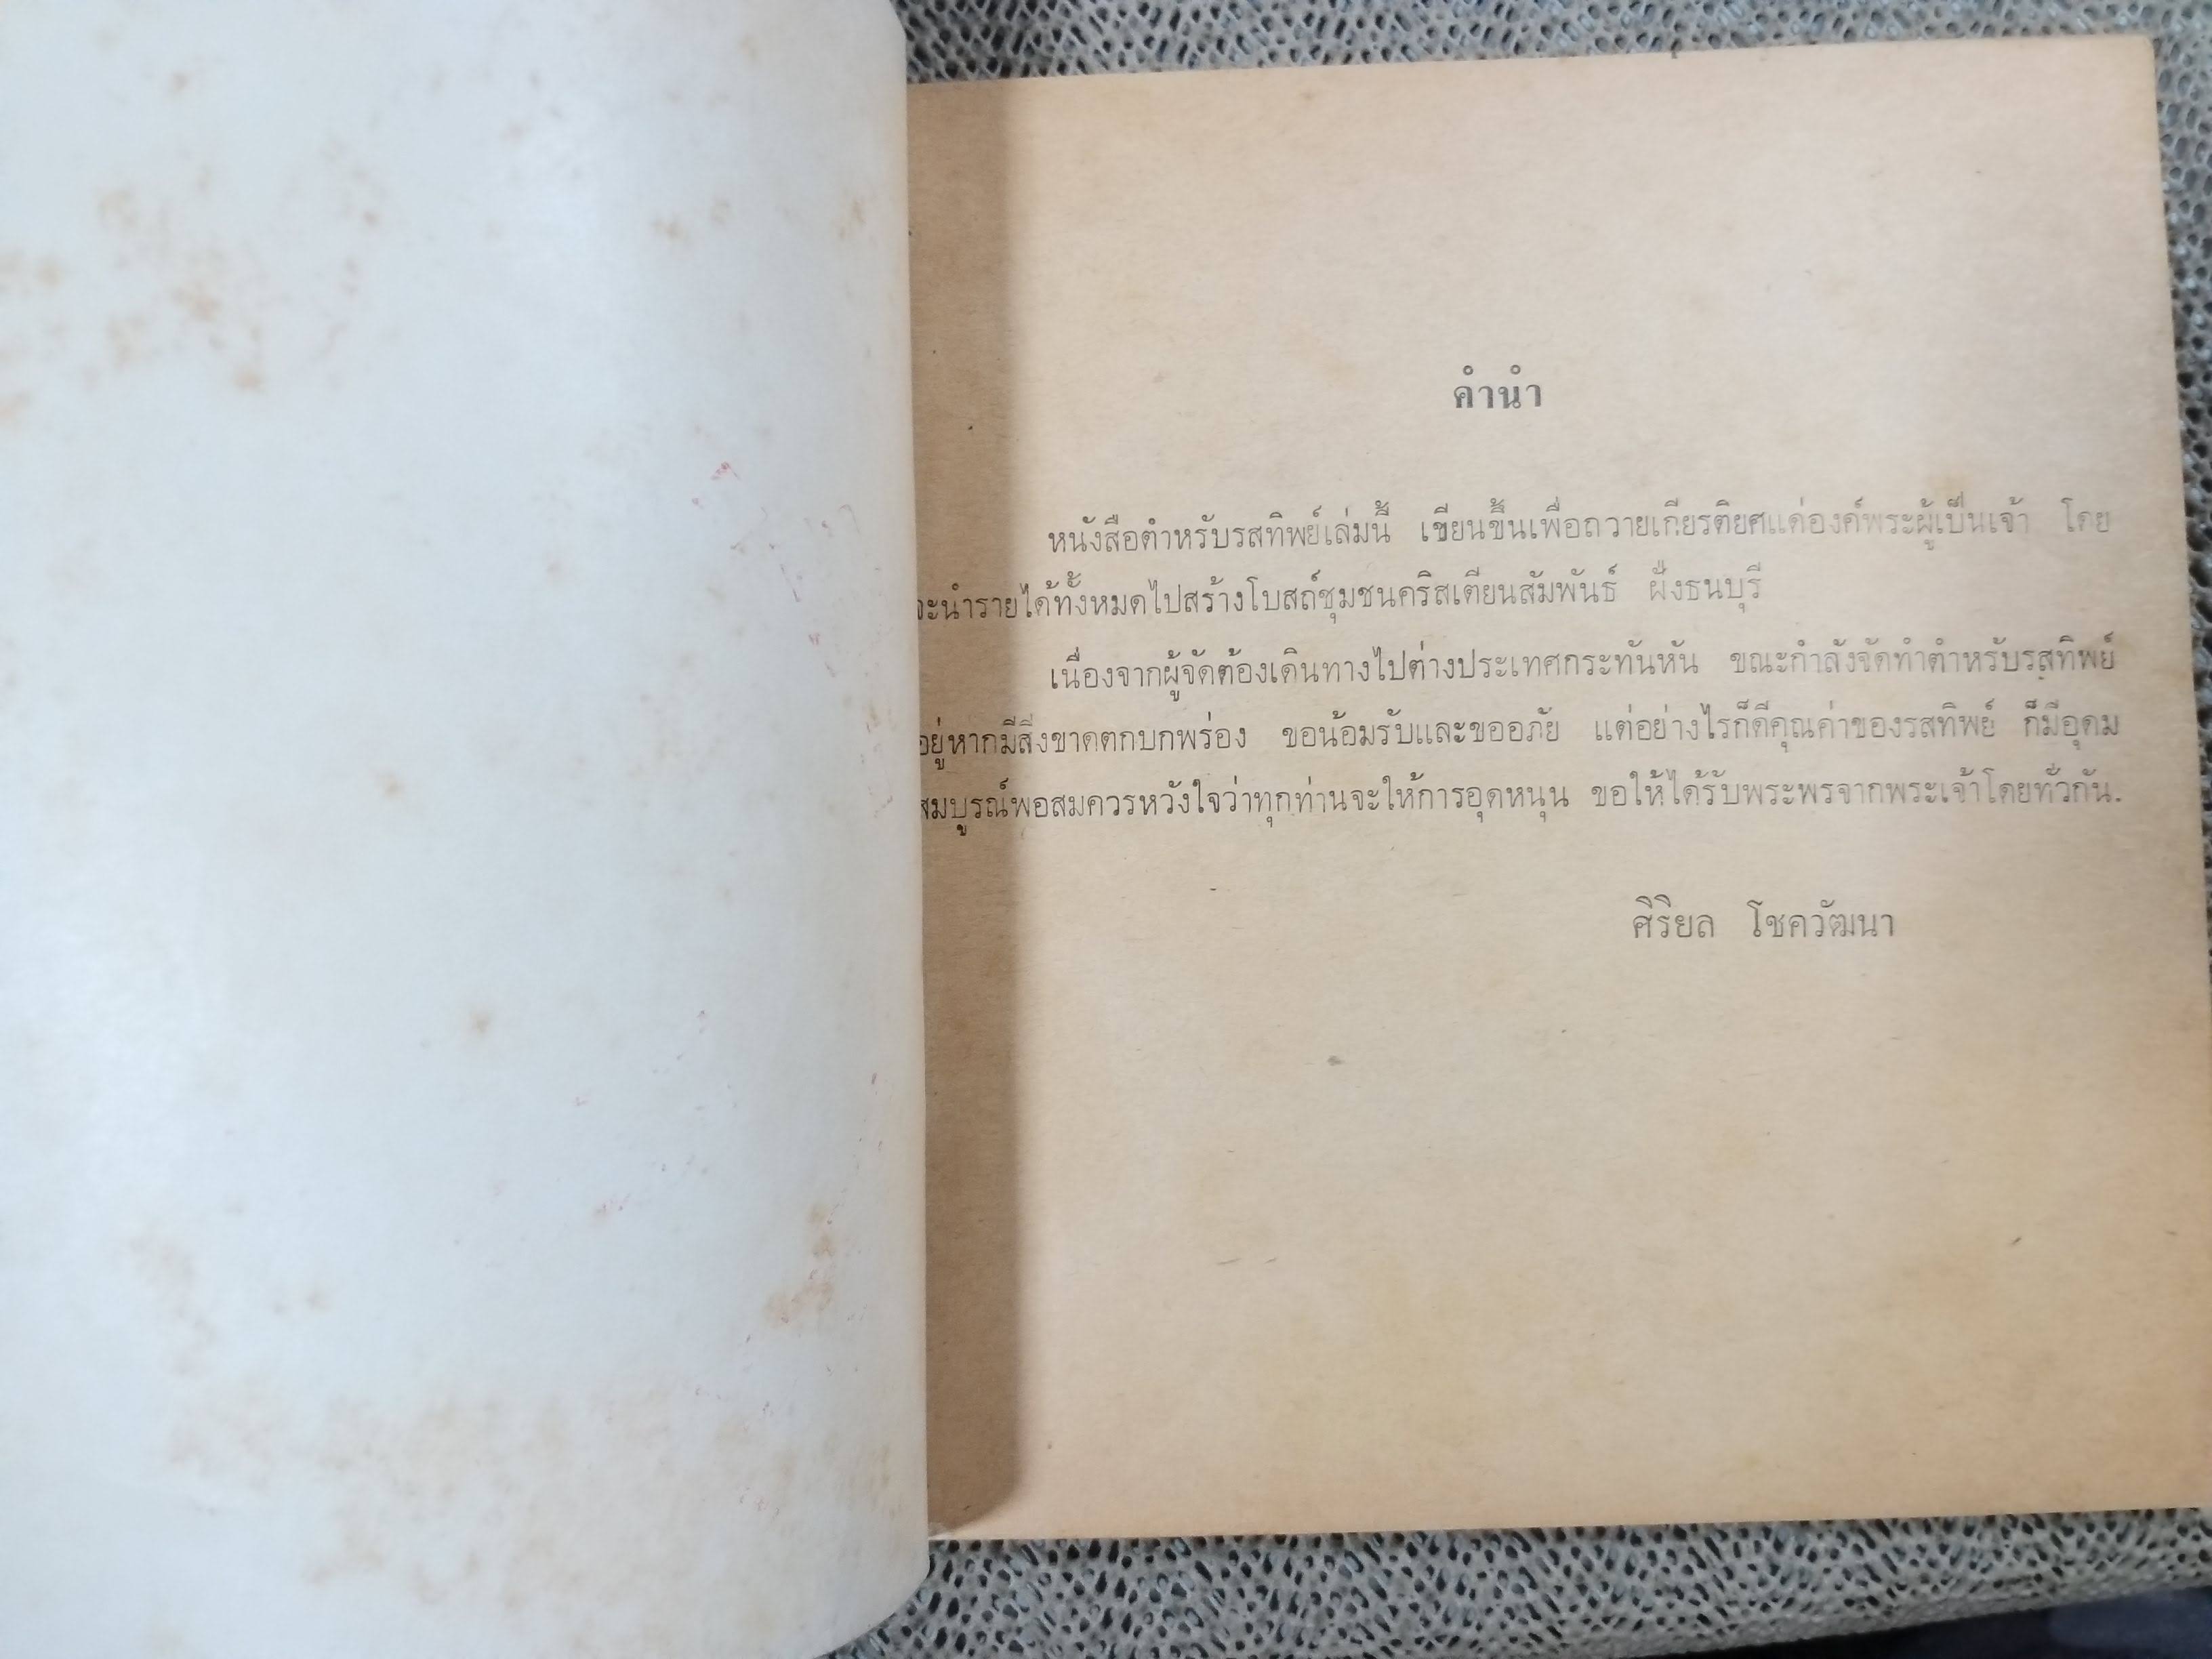 คำนำ
หนังสือตำหรับรสทิพย์เล่มนี้ เขียนขึ้นเพื่อถวายเกียรติยศแด่องค์พระผู้เป็นเจ้า โดย
จะนำรายได้ทั้งหมดไปสร้างโบสถ์ชุมชนคริสเตียนสัมพันธ์ ฝั่งธนบุรี
เนื่องจากผู้จัดต้องเดินทางไปต่างประเทศกระทันหัน ขณะกำลังจัดทำตำหรับรสทิพย์
อยู่หากมีสิ่งขาดตกบกพร่อง ขอน้อมรับและขออภัย แต่อย่างไรก็ดีคุณค่าของรสทิพย์ ก็มีอุดม
สมบูรณ์พอสมควรหวังใจว่าทุกท่านจะให้การอุดหนุน ขอให้ได้รับพระพรจากพระเจ้าโดยทั่วกัน.
ศิริยล โชควัฒนา